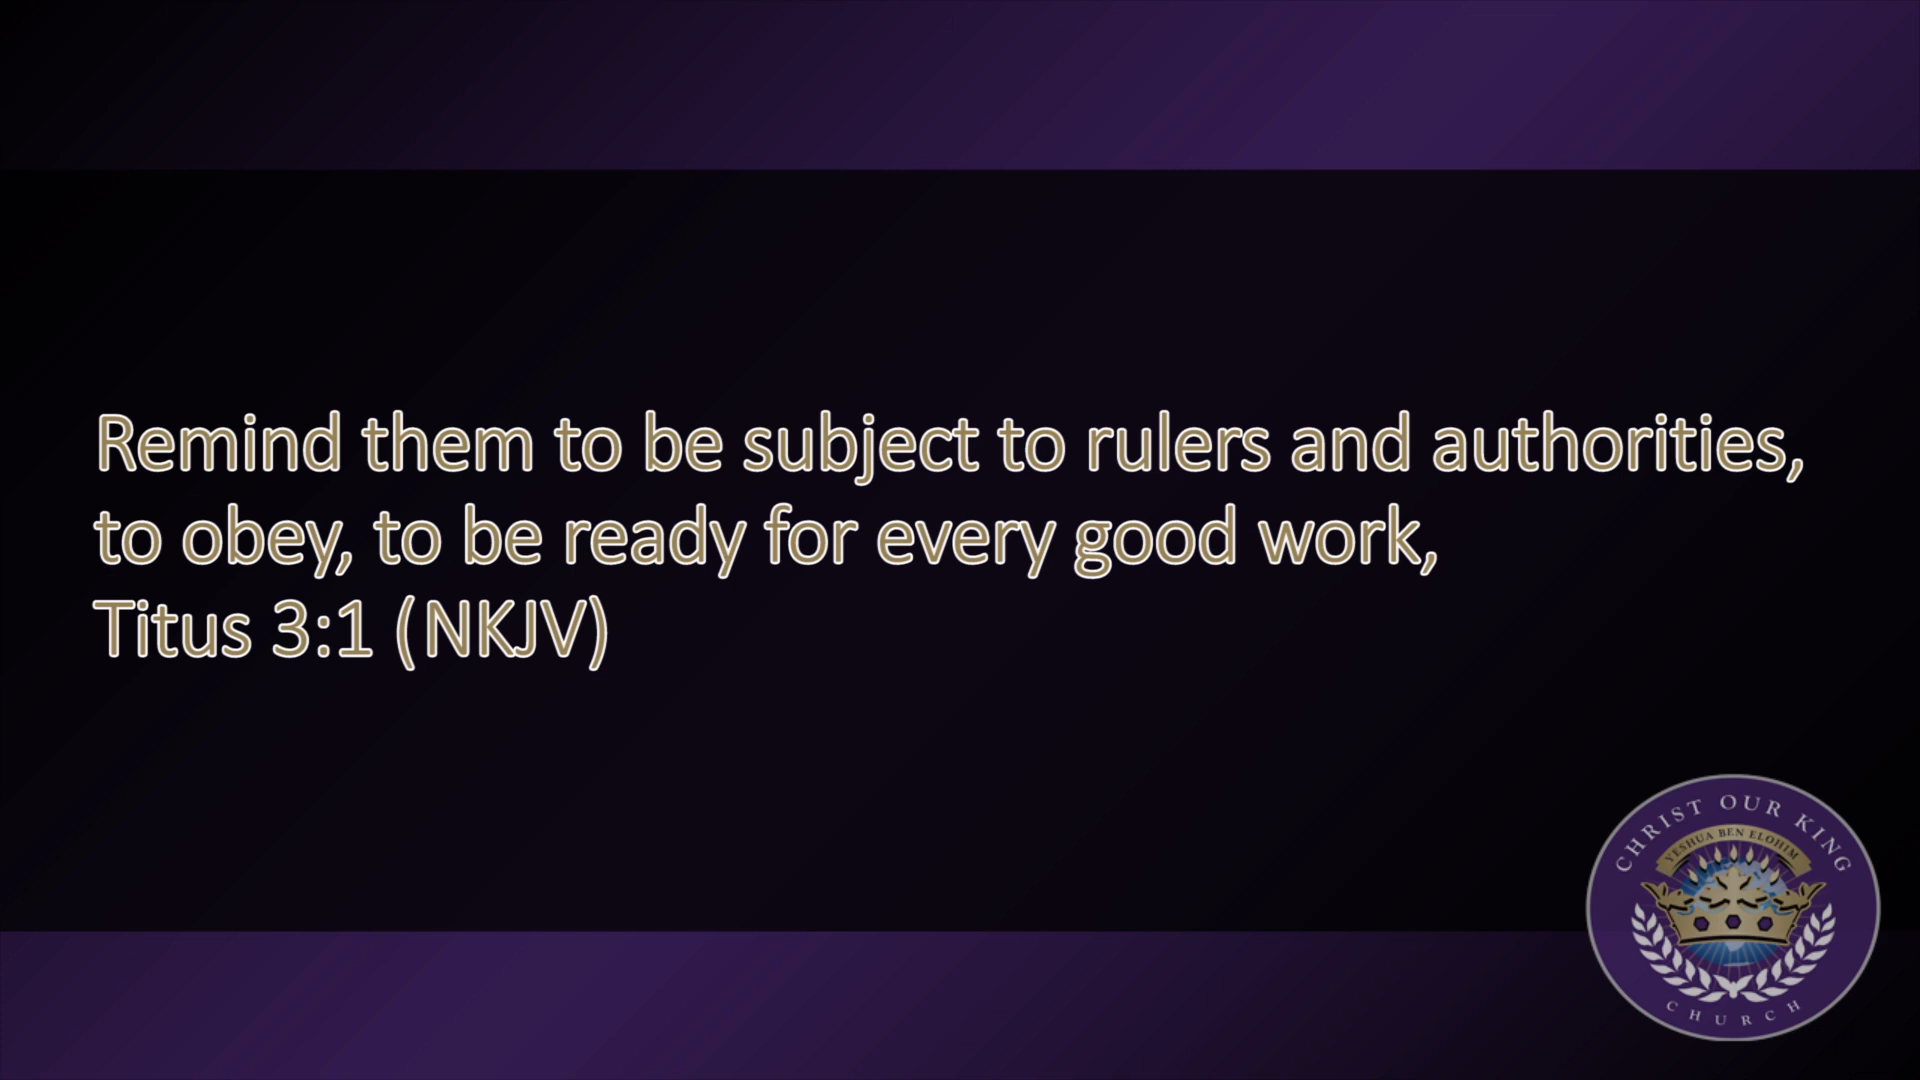 Remind them to be subject to rulers and authorities,
to obey, to be ready for every good work,
Titus 3:1 (NKJV)
CHRIST OUR KING
YESHUA BEN ELOHIM
CHURCH